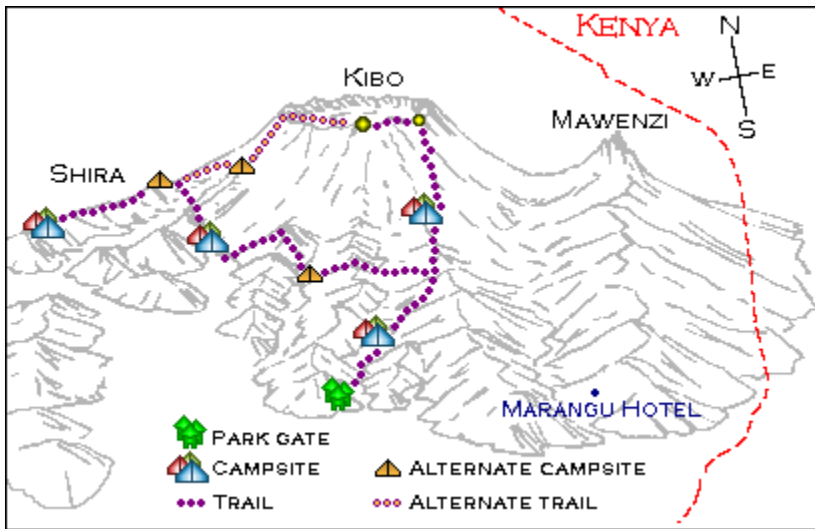 KENYA
N
W E
S
KIBO
MAWENZI
SHIRA
MARANGU HOTEL
PARK GATE
CAMPSITE
ALTERNATE CAMPSITE
TRAIL
ALTERNATE TRAIL